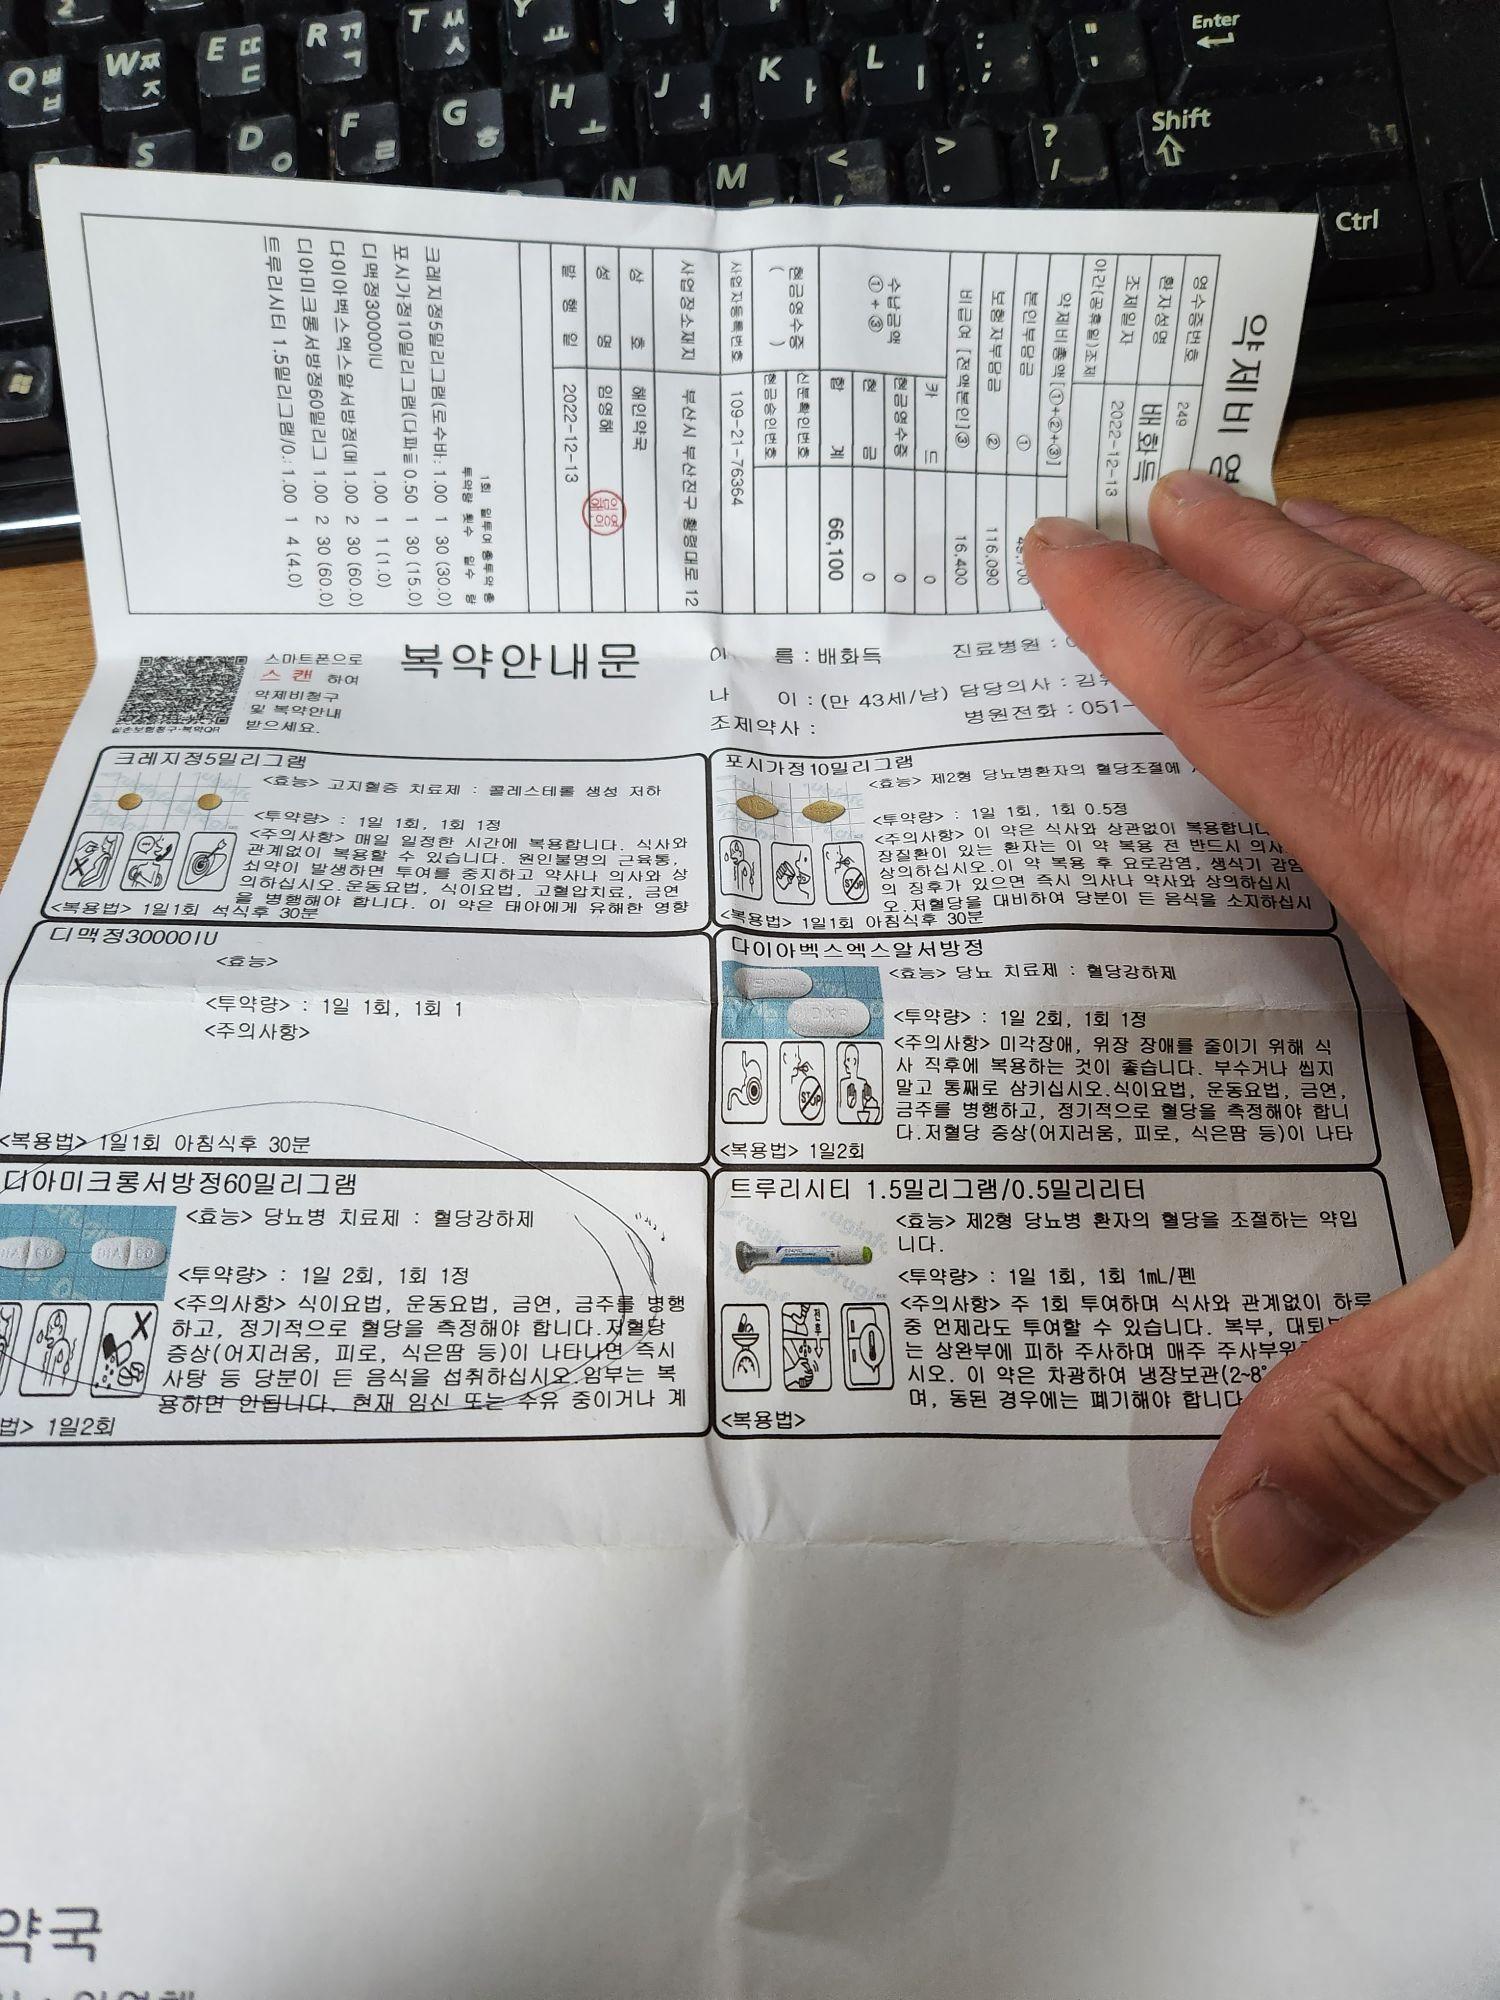 약제비 영
영수증번호 249
환자성명 배화득
조제일자 2022-12-13
야간(공휴일)조제
약제비총액[①+②+③]
본인부담금 ①
보험자부담금 ② 116,090
비급여 [전액본인]③ 16,400
수납금액 ①+③
카 드 0
현금영수증 0
현 금 0
합 계 66,100
현금영수증 ( )
신분확인번호
현금승인번호
사업자등록번호 109-21-76364
사업장소재지 부산시 부산진구 황령대로 12
상 호 해인약국
성 명 임영해
발 행 일 2022-12-13
1회 일투여 총투약 총
투약량 횟수 일수 량
크레지정5밀리그램(로수바: 1.00 1 30 (30.0)
포시가정10밀리그램(다파글 0.50 1 30 (15.0)
디맥정30000IU 1.00 1 1 (1.0)
다이아벡스엑스알서방정(메 1.00 2 30 (60.0)
디아미크롱서방정60밀리그 1.00 2 30 (60.0)
트루리시티 1.5밀리그램/0.: 1.00 1 4 (4.0)
스마트폰으로
스 캔 하여
약제비청구
및 복약안내
받으세요.
실손보험청구·복약QR
복약안내문
이 름 : 배화득
진료병원 :
나 이 : (만 43세/남)
담당의사 : 김
조제약사 :
병원전화 : 051-
크레지정5밀리그램
<효능> 고지혈증 치료제 : 콜레스테롤 생성 저하
<투약량> : 1일 1회, 1회 1정
<주의사항> 매일 일정한 시간에 복용합니다. 식사와
관계없이 복용할 수 있습니다. 원인불명의 근육통,
쇠약이 발생하면 투여를 중지하고 약사나 의사와 상
의하십시오.운동요법, 식이요법, 고혈압치료, 금연
을 병행해야 합니다. 이 약은 태아에게 유해한 영향
<복용법> 1일1회 석식후 30분
포시가정10밀리그램
<효능> 제2형 당뇨병환자의 혈당조절에
<투약량> : 1일 1회, 1회 0.5정
<주의사항> 이 약은 식사와 상관없이 복용합니다.
장질환이 있는 환자는 이 약 복용 전 반드시 의사
상의하십시오.이 약 복용 후 요로감염, 생식기 감염
의 징후가 있으면 즉시 의사나 약사와 상의하십시
오.저혈당을 대비하여 당분이 든 음식을 소지하십시
<복용법> 1일1회 아침식후 30분
디맥정30000IU
<효능>
<투약량> : 1일 1회, 1회 1
<주의사항>
<복용법> 1일1회 아침식후 30분
다이아벡스엑스알서방정
<효능> 당뇨 치료제 : 혈당강하제
DXR
<투약량> : 1일 2회, 1회 1정
<주의사항> 미각장애, 위장 장애를 줄이기 위해 식
사 직후에 복용하는 것이 좋습니다. 부수거나 씹지
말고 통째로 삼키십시오.식이요법, 운동요법, 금연,
금주를 병행하고, 정기적으로 혈당을 측정해야 합니
다.저혈당 증상(어지러움, 피로, 식은땀 등)이 나타
STOP
<복용법> 1일2회
디아미크롱서방정60밀리그램
<효능> 당뇨병 치료제 : 혈당강하제
<투약량> : 1일 2회, 1회 1정
<주의사항> 식이요법, 운동요법, 금연, 금주를 병행
하고, 정기적으로 혈당을 측정해야 합니다.저혈당
증상(어지러움, 피로, 식은땀 등)이 나타나면 즉시
사탕 등 당분이 든 음식을 섭취하십시오.임부는 복
용하면 안됩니다. 현재 임신 또는 수유 중이거나 계
법> 1일2회
트루리시티 1.5밀리그램/0.5밀리리터
<효능> 제2형 당뇨병 환자의 혈당을 조절하는 약입
니다.
<투약량> : 1일 1회, 1회 1mL/펜
<주의사항> 주 1회 투여하며 식사와 관계없이 하루
중 언제라도 투여할 수 있습니다. 복부, 대퇴부
는 상완부에 피하 주사하며 매주 주사부위
시오. 이 약은 차광하여 냉장보관(2~8°
며, 동된 경우에는 폐기해야 합니다
<복용법>
약국
Q ㅃ ㅂ
W ㅉ ㅈ
E ㄸ ㄷ
R ㄲ ㄱ
T ㅆ ㅅ
Y ㅛ
S
D ㅇ
F ㄹ
G ㅎ
H ㅗ
J ㅓ
K ㅏ
L ㅣ
: ;
" '
Enter
N
M
<
> .
? /
Shift
Ctrl